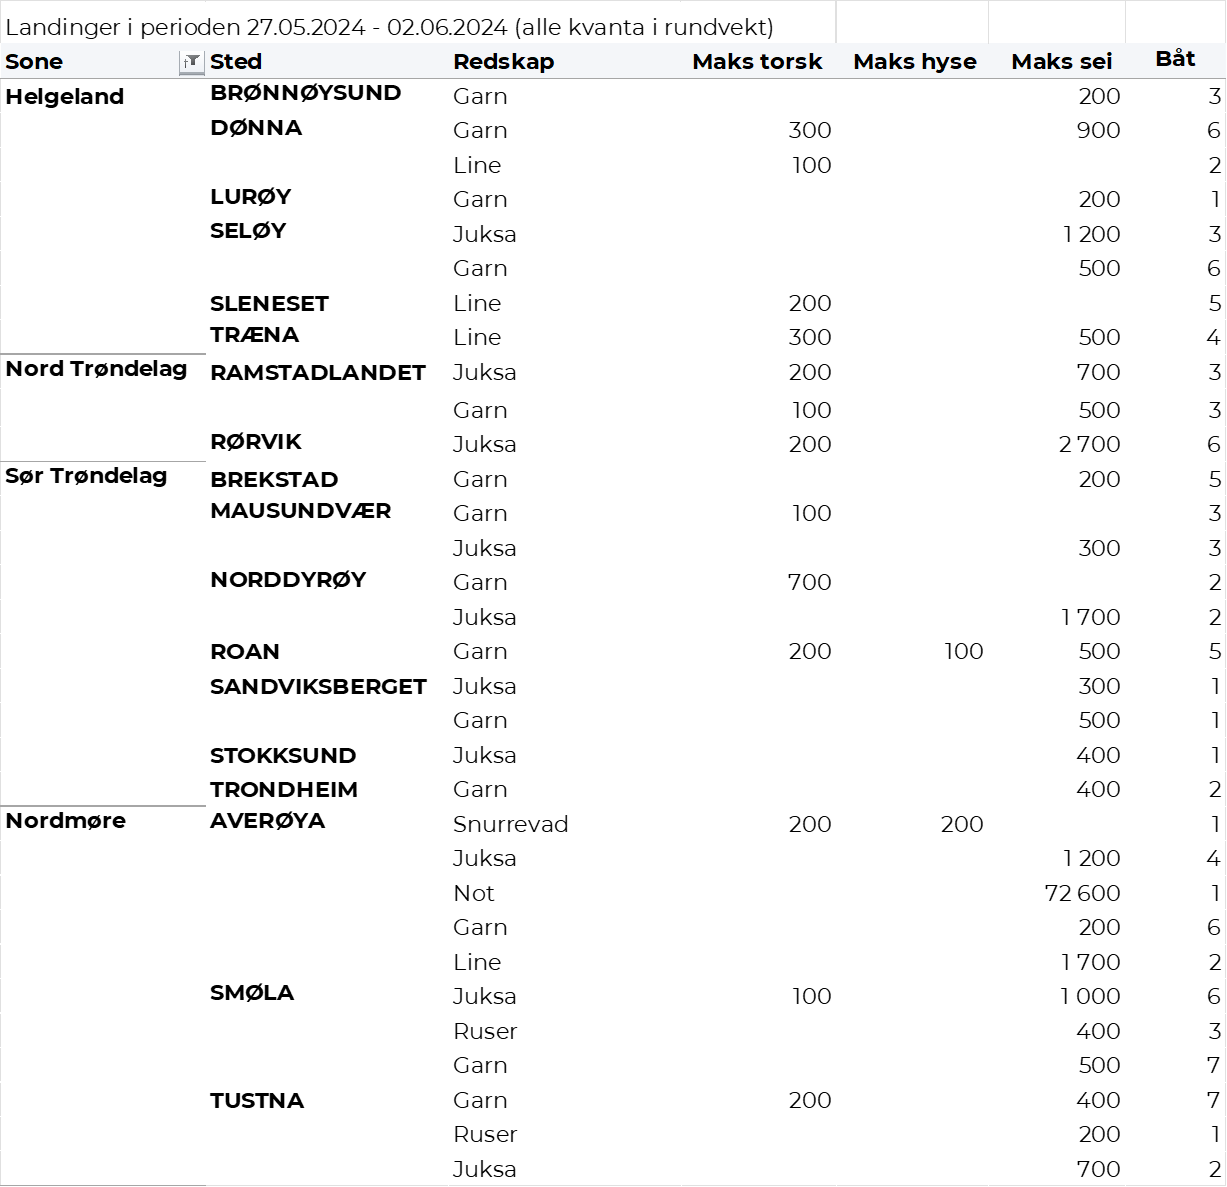 Landinger i perioden 27.05.2024 - 02.06.2024 (alle kvanta i rundvekt)
Sone Sted Redskap Maks torsk Maks hyse Maks sei Båt
Helgeland BRØNNØYSUND Garn 200 3
DØNNA Garn 300 900 6
Line 100 2
LURØY Garn 200 1
SELØY Juksa 1 200 3
Garn 500 6
SLENESET Line 200 5
TRÆNA Line 300 500 4
Nord Trøndelag RAMSTADLANDET Juksa 200 700 3
Garn 100 500 3
RØRVIK Juksa 200 2 700 6
Sør Trøndelag BREKSTAD Garn 200 5
MAUSUNDVÆR Garn 100 3
Juksa 300 3
NORDDYRØY Garn 700 2
Juksa 1 700 2
ROAN Garn 200 100 500 5
SANDVIKSBERGET Juksa 300 1
Garn 500 1
STOKKSUND Juksa 400 1
TRONDHEIM Garn 400 2
Nordmøre AVERØYA Snurrevad 200 200 1
Juksa 1 200 4
Not 72 600 1
Garn 200 6
Line 1 700 2
SMØLA Juksa 100 1 000 6
Ruser 400 3
Garn 500 7
TUSTNA Garn 200 400 7
Ruser 200 1
Juksa 700 2